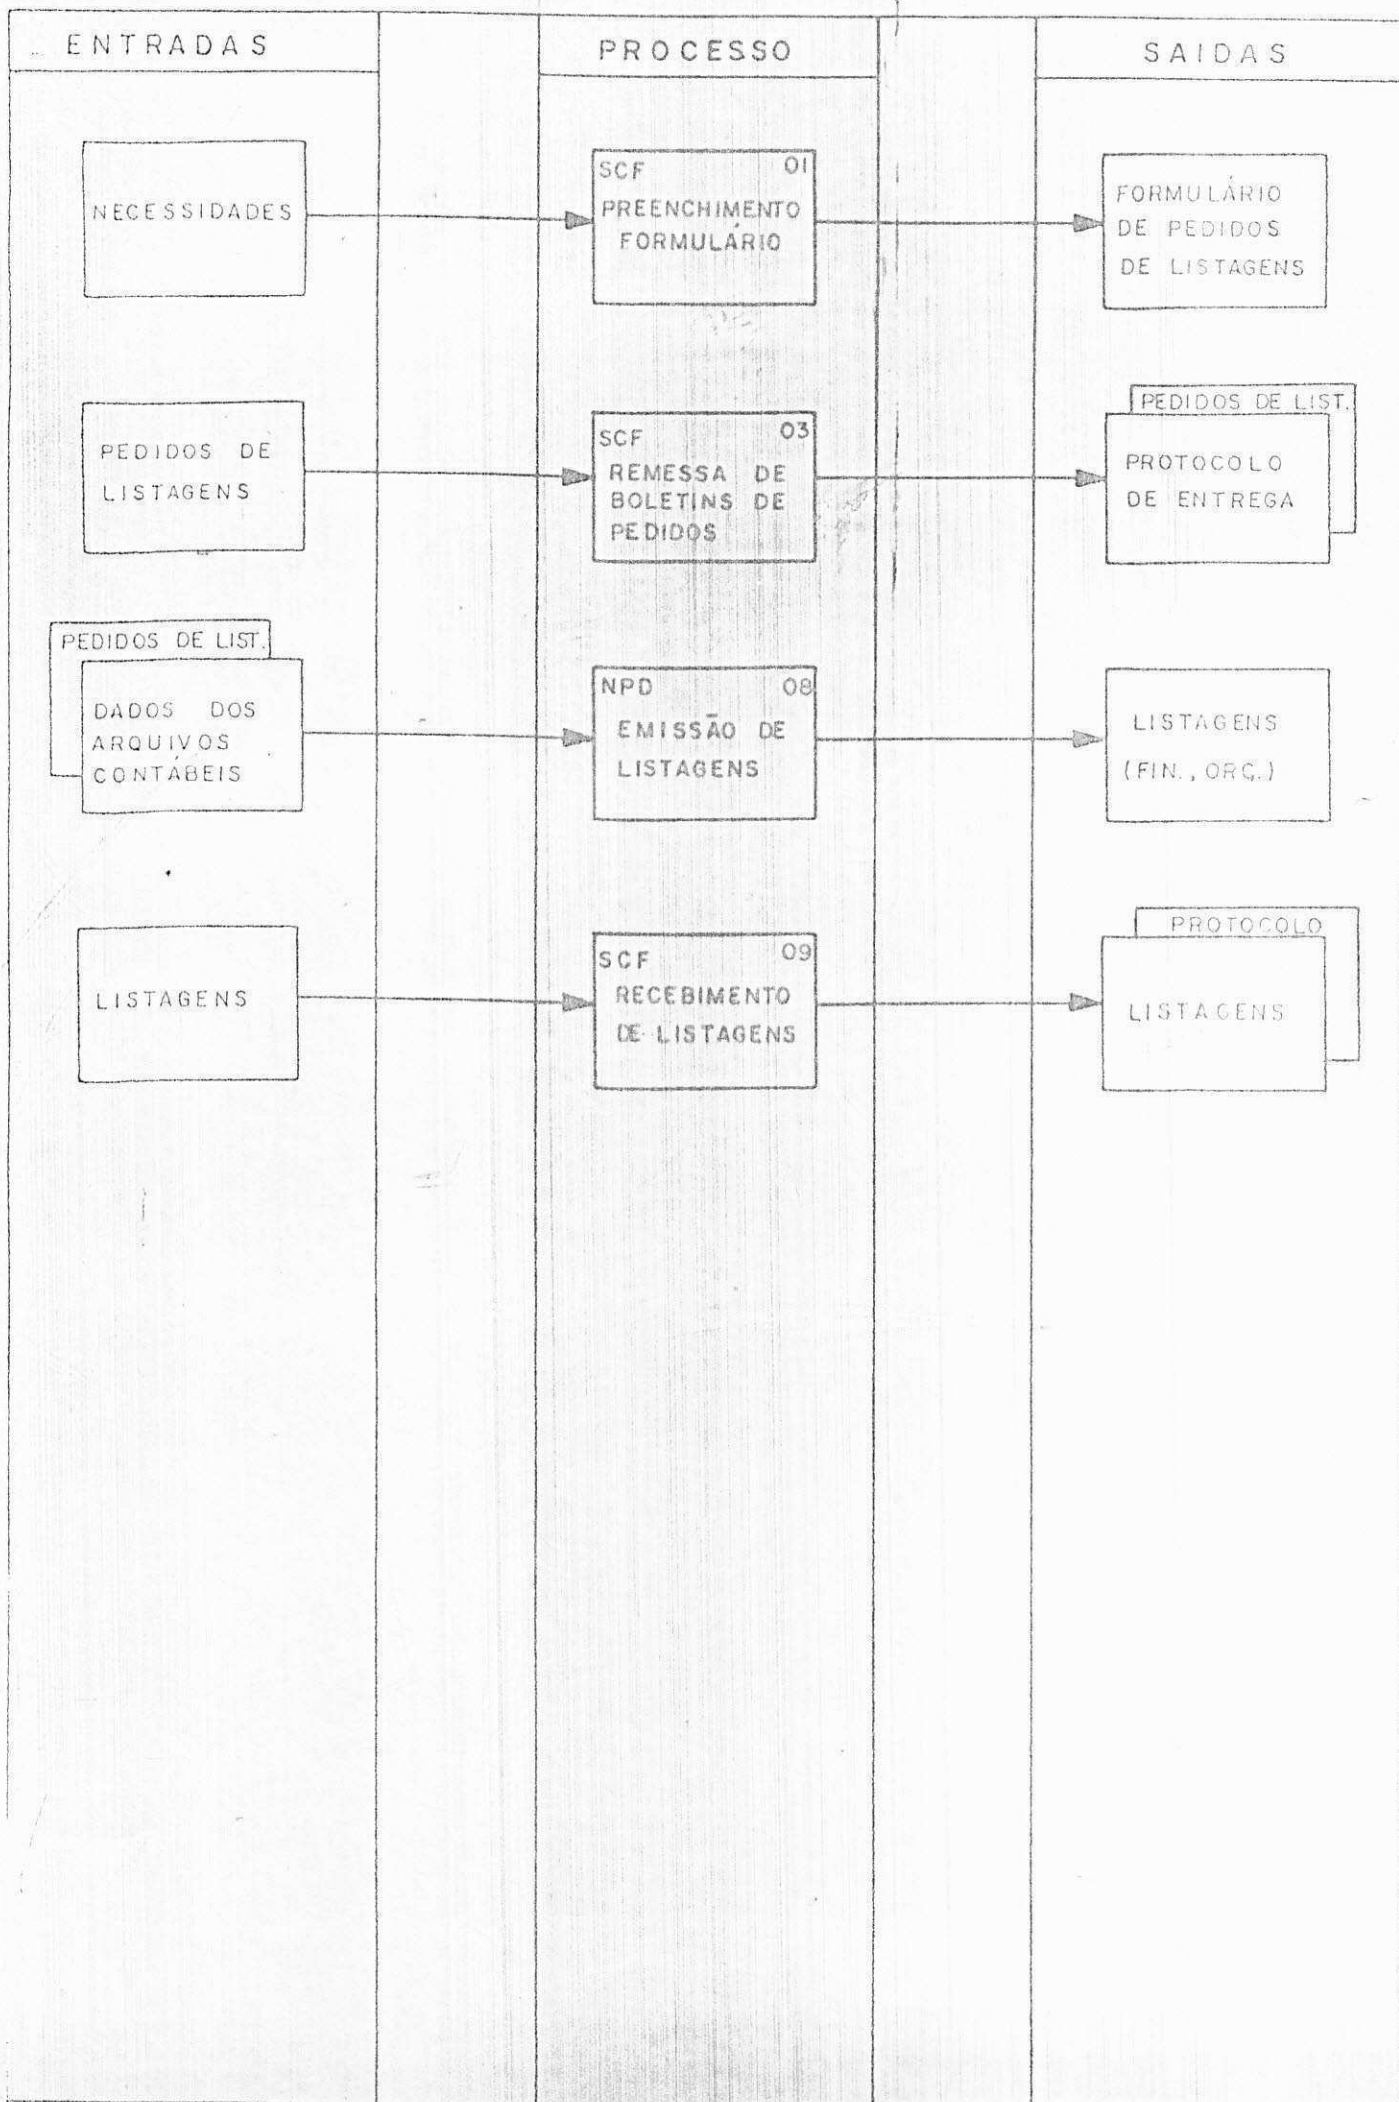 ENTRADAS
PROCESSO
SAIDAS
NECESSIDADES
SCF 01
PREENCHIMENTO
FORMULÁRIO
FORMULÁRIO
DE PEDIDOS
DE LISTAGENS
PEDIDOS DE
LISTAGENS
SCF 03
REMESSA DE
BOLETINS DE
PEDIDOS
PEDIDOS DE LIST.
PROTOCOLO
DE ENTREGA
PEDIDOS DE LIST.
DADOS DOS
ARQUIVOS
CONTÁBEIS
NPD 08
EMISSÃO DE
LISTAGENS
LISTAGENS
(FIN., ORÇ.)
LISTAGENS
SCF 09
RECEBIMENTO
DE LISTAGENS
PROTOCOLO
LISTAGENS